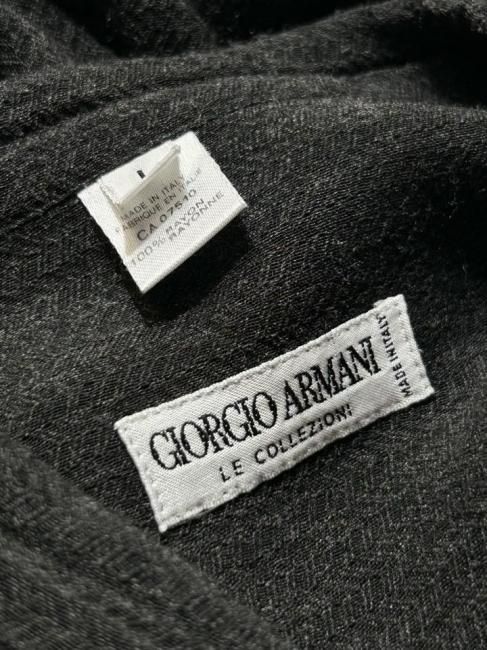 MADE IN ITALY
FABRIQUE EN ITALIE
CA 07510
100% RAYON
RAYONNE
GIORGIO ARMANI
LE COLLEZIONI
MADE IN ITALY